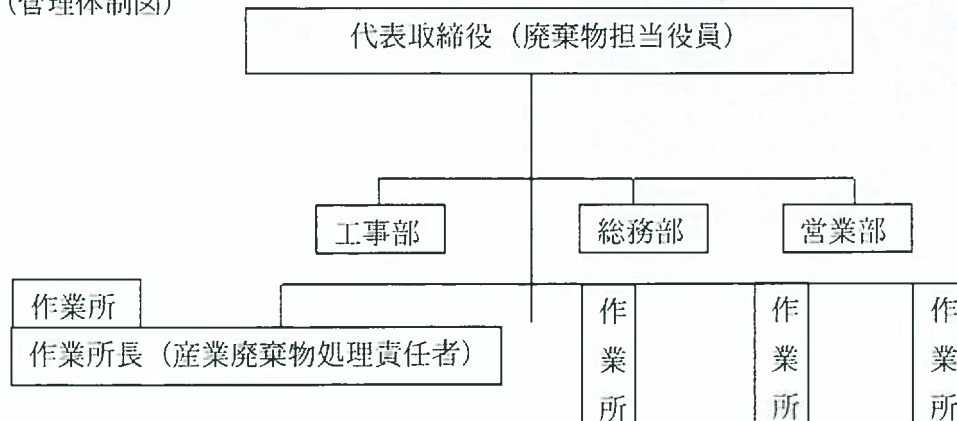 (管理体制図)
代表取締役（廃棄物担当役員）
工事部
総務部
営業部
作業所
作業所長（産業廃棄物処理責任者）
作業所
作業所
作業所